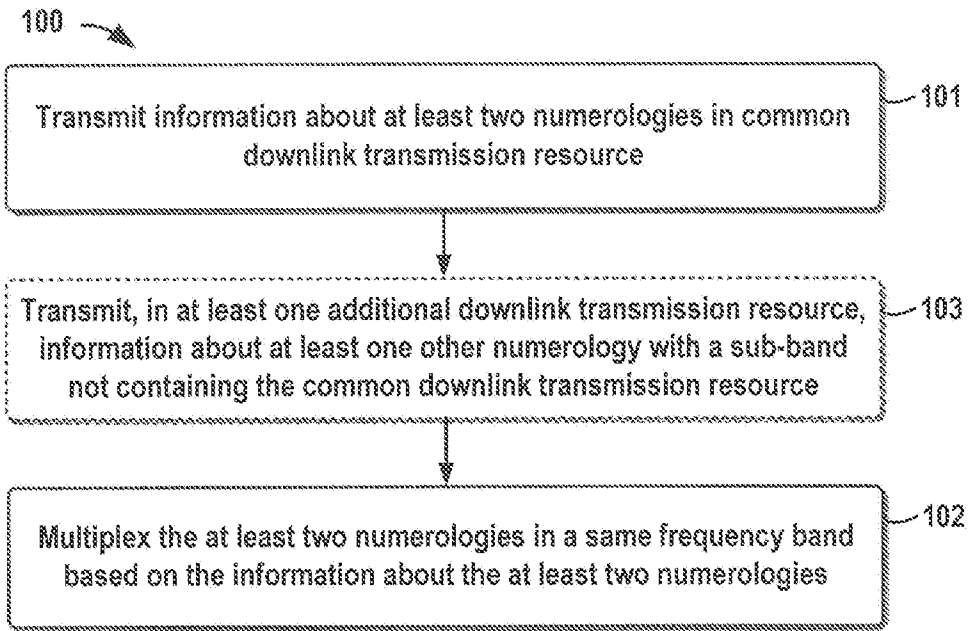 100
Transmit information about at least two numerologies in common
downlink transmission resource
101
Transmit, in at least one additional downlink transmission resource,
information about at least one other numerology with a sub-band
not containing the common downlink transmission resource
103
Multiplex the at least two numerologies in a same frequency band
based on the information about the at least two numerologies
102